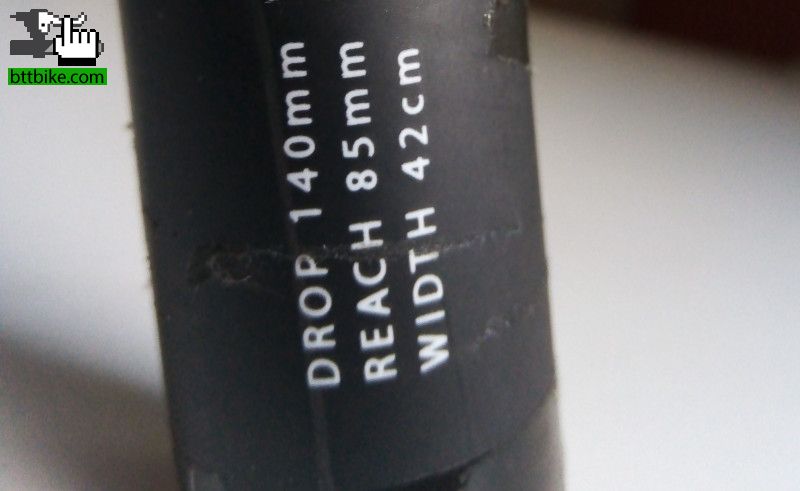 bttbike.com
DROP 140mm
REACH 85mm
WIDTH 42cm